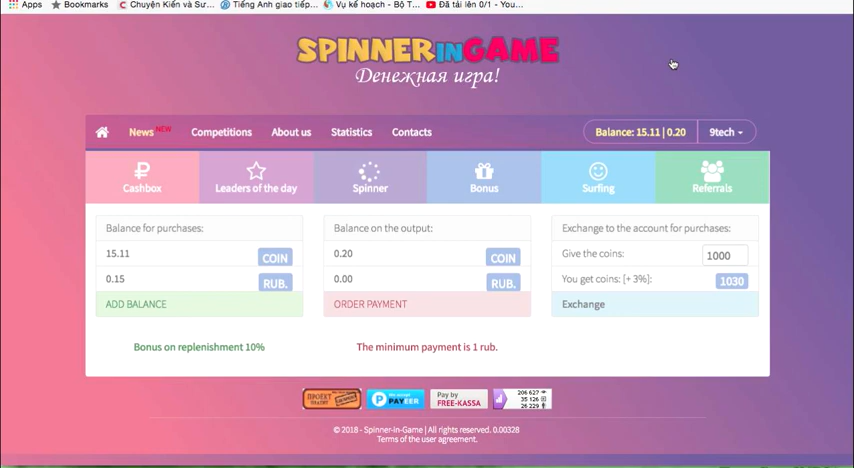 Apps Bookmarks Chuyện Kiến và Sư... Tiếng Anh giao tiếp... Vụ kế hoạch - Bộ T... Đã tải lên 0/1 - You...
SPINNERINGAME
Денежная игра!
News NEW Competitions About us Statistics Contacts Balance: 15.11 | 0.20 9tech
Cashbox Leaders of the day Spinner Bonus Surfing Referrals
Balance for purchases: Balance on the output: Exchange to the account for purchases:
15.11 COIN 0.20 COIN Give the coins: 1000
0.15 RUB. 0.00 RUB. You get coins: [+ 3%]: 1030
ADD BALANCE ORDER PAYMENT Exchange
Bonus on replenishment 10% The minimum payment is 1 rub.
ПРОЕКТ ПЛАТИТ PAYEER Pay by FREE-KASSA 206 627
35 126
26 229
© 2018 - Spinner-in-Game | All rights reserved. 0.00328
Terms of the user agreement.